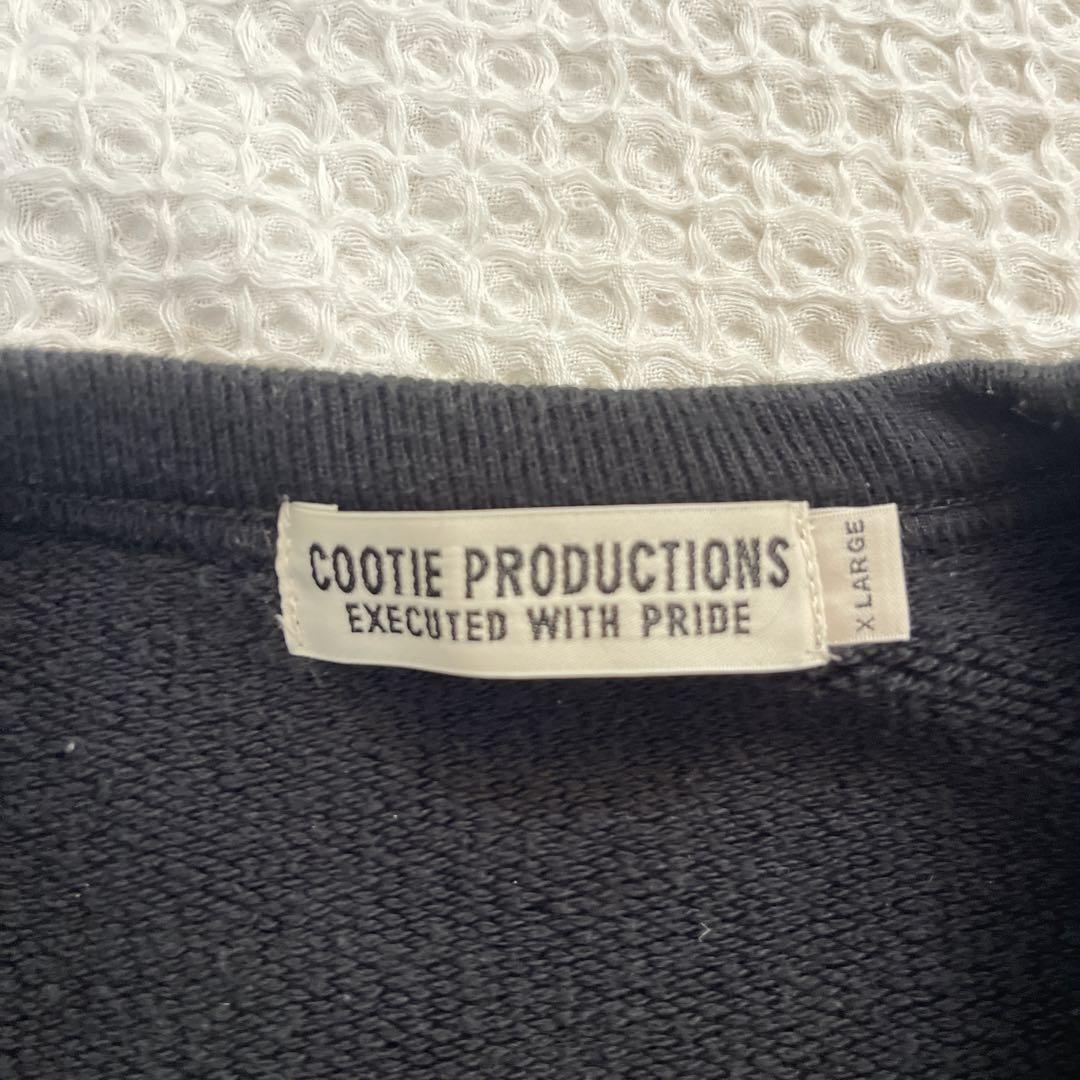 COOTIE PRODUCTIONS
EXECUTED WITH PRIDE
X LARGE